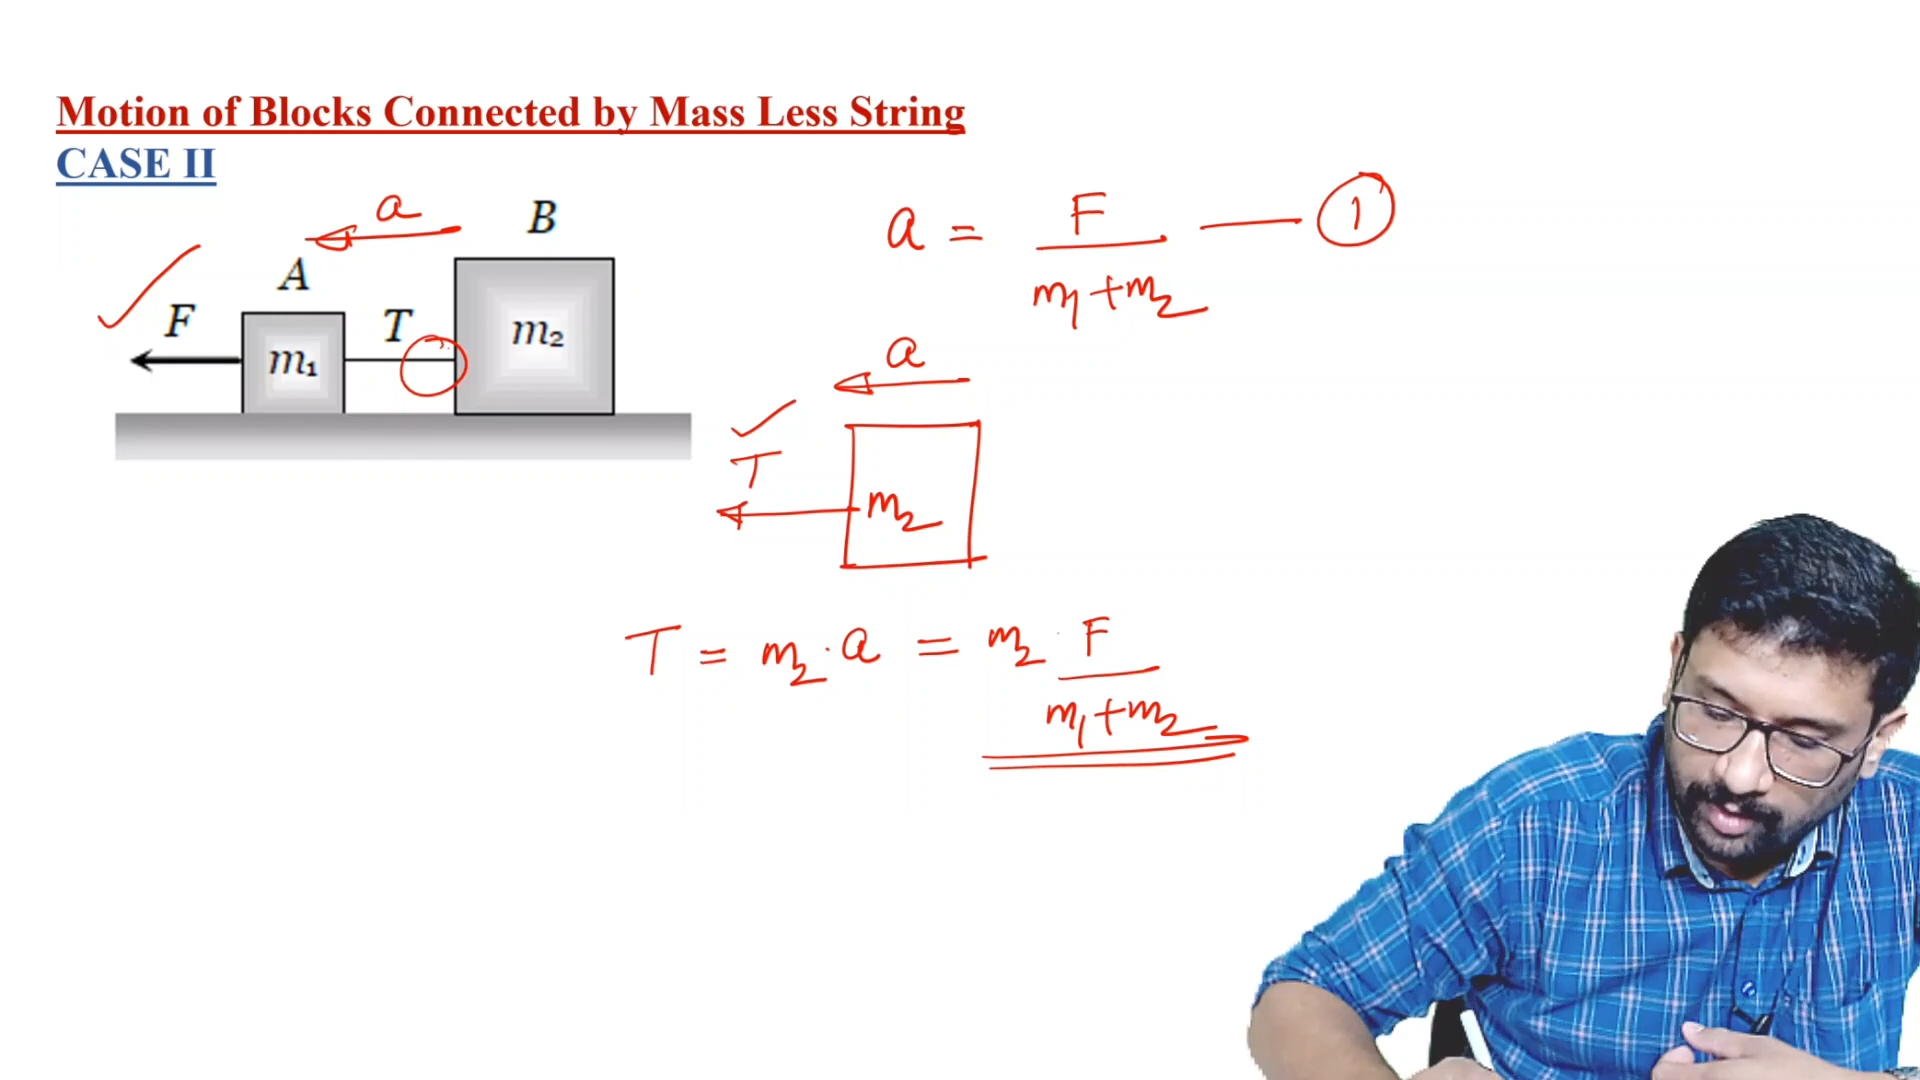 Motion of Blocks Connected by Mass Less String
CASE II
a
B
A
F
T
m₁
m₂
a = F / (m₁ + m₂) — ①
a
T
m₂
T = m₂ · a = m₂ · F / (m₁ + m₂)